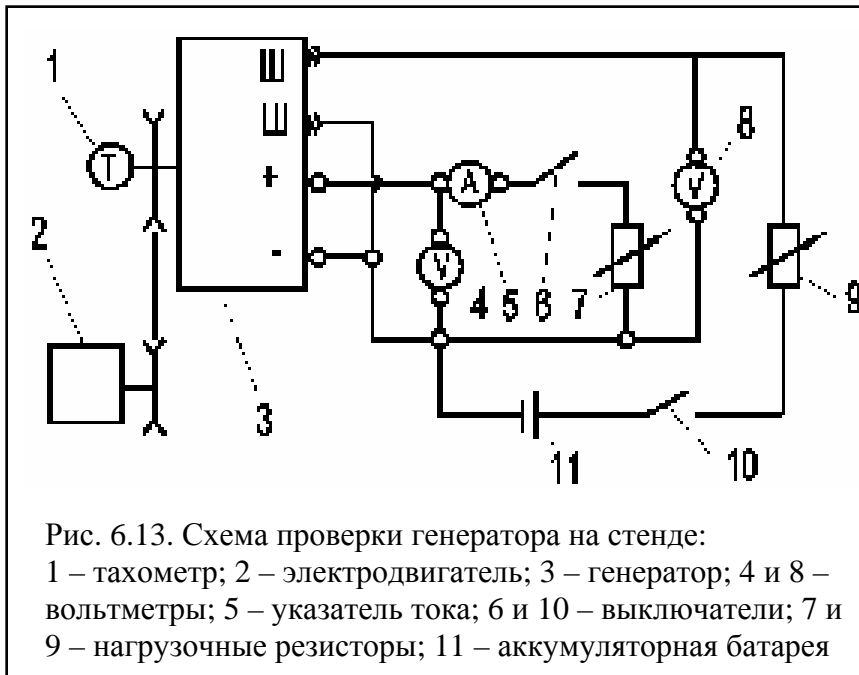 1
Ш
Ш
8
Т
+
А
V
2
-
V
4 5 6 7
9
3
11
10
Рис. 6.13. Схема проверки генератора на стенде:
1 – тахометр; 2 – электродвигатель; 3 – генератор; 4 и 8 –
вольтметры; 5 – указатель тока; 6 и 10 – выключатели; 7 и
9 – нагрузочные резисторы; 11 – аккумуляторная батарея